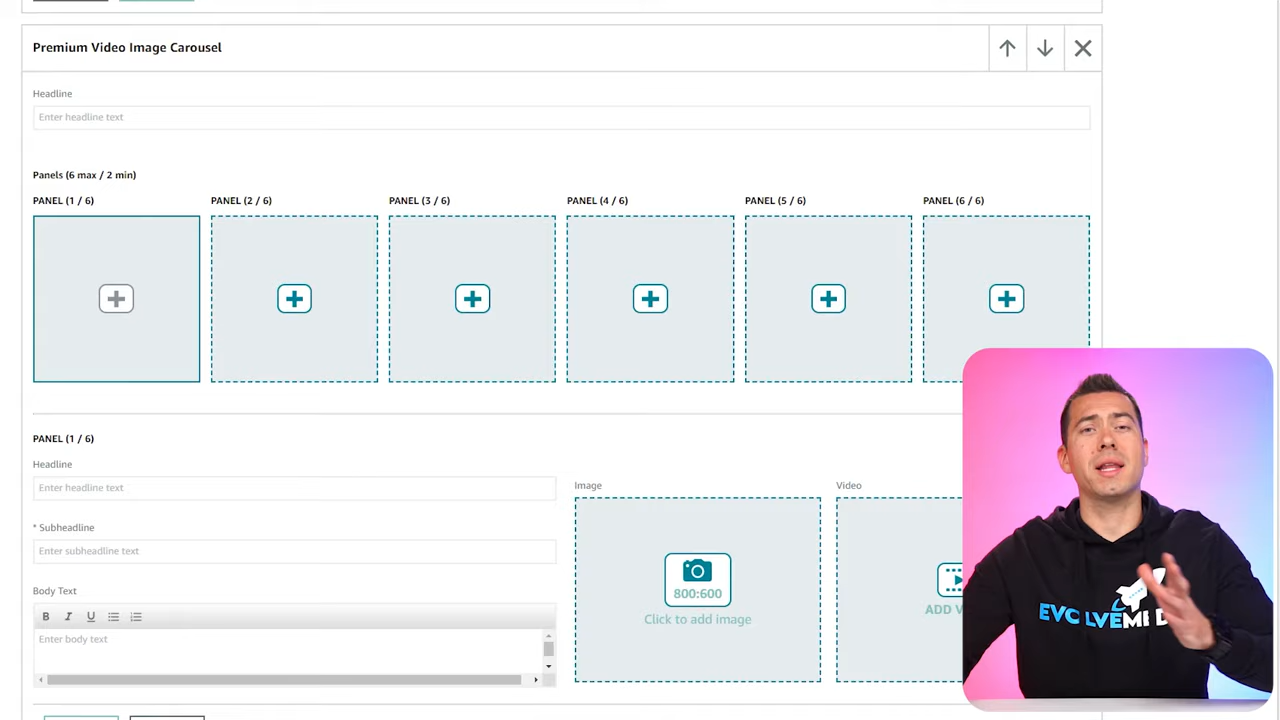 Premium Video Image Carousel
Headline
Enter headline text
Panels (6 max / 2 min)
PANEL (1 / 6) PANEL (2 / 6) PANEL (3 / 6) PANEL (4 / 6) PANEL (5 / 6) PANEL (6 / 6)
PANEL (1 / 6)
Headline
Enter headline text
* Subheadline
Enter subheadline text
Body Text
B I U
Enter body text
Image
800:600
Click to add image
Video
ADD V
EVOLVEME D